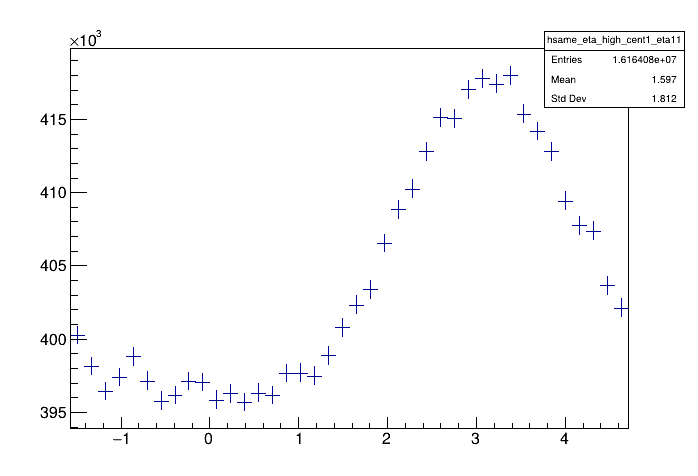 ×10³
hsame_eta_high_cent1_eta11
Entries 1.616408e+07
Mean 1.597
Std Dev 1.812
415
410
405
400
395
−1 0 1 2 3 4